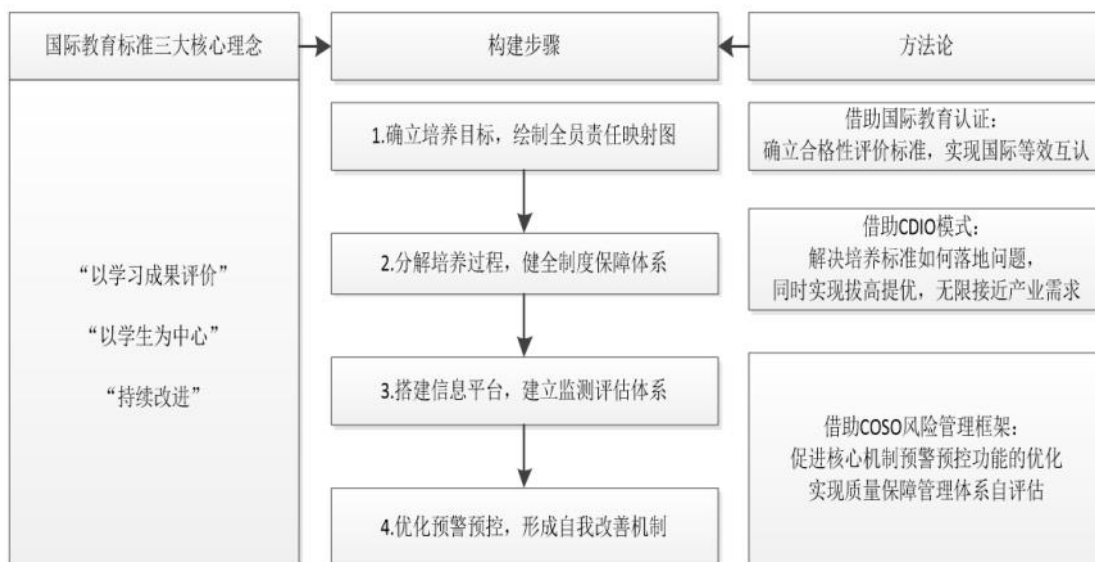 国际教育标准三大核心理念
构建步骤
方法论
“以学习成果评价”
“以学生为中心”
“持续改进”
1.确立培养目标，绘制全员责任映射图
2.分解培养过程，健全制度保障体系
3.搭建信息平台，建立监测评估体系
4.优化预警预控，形成自我改善机制
借助国际教育认证：
确立合格性评价标准，实现国际等效互认
借助CDIO模式：
解决培养标准如何落地问题，
同时实现拔高提优，无限接近产业需求
借助COSO风险管理框架：
促进核心机制预警预控功能的优化
实现质量保障管理体系自评估